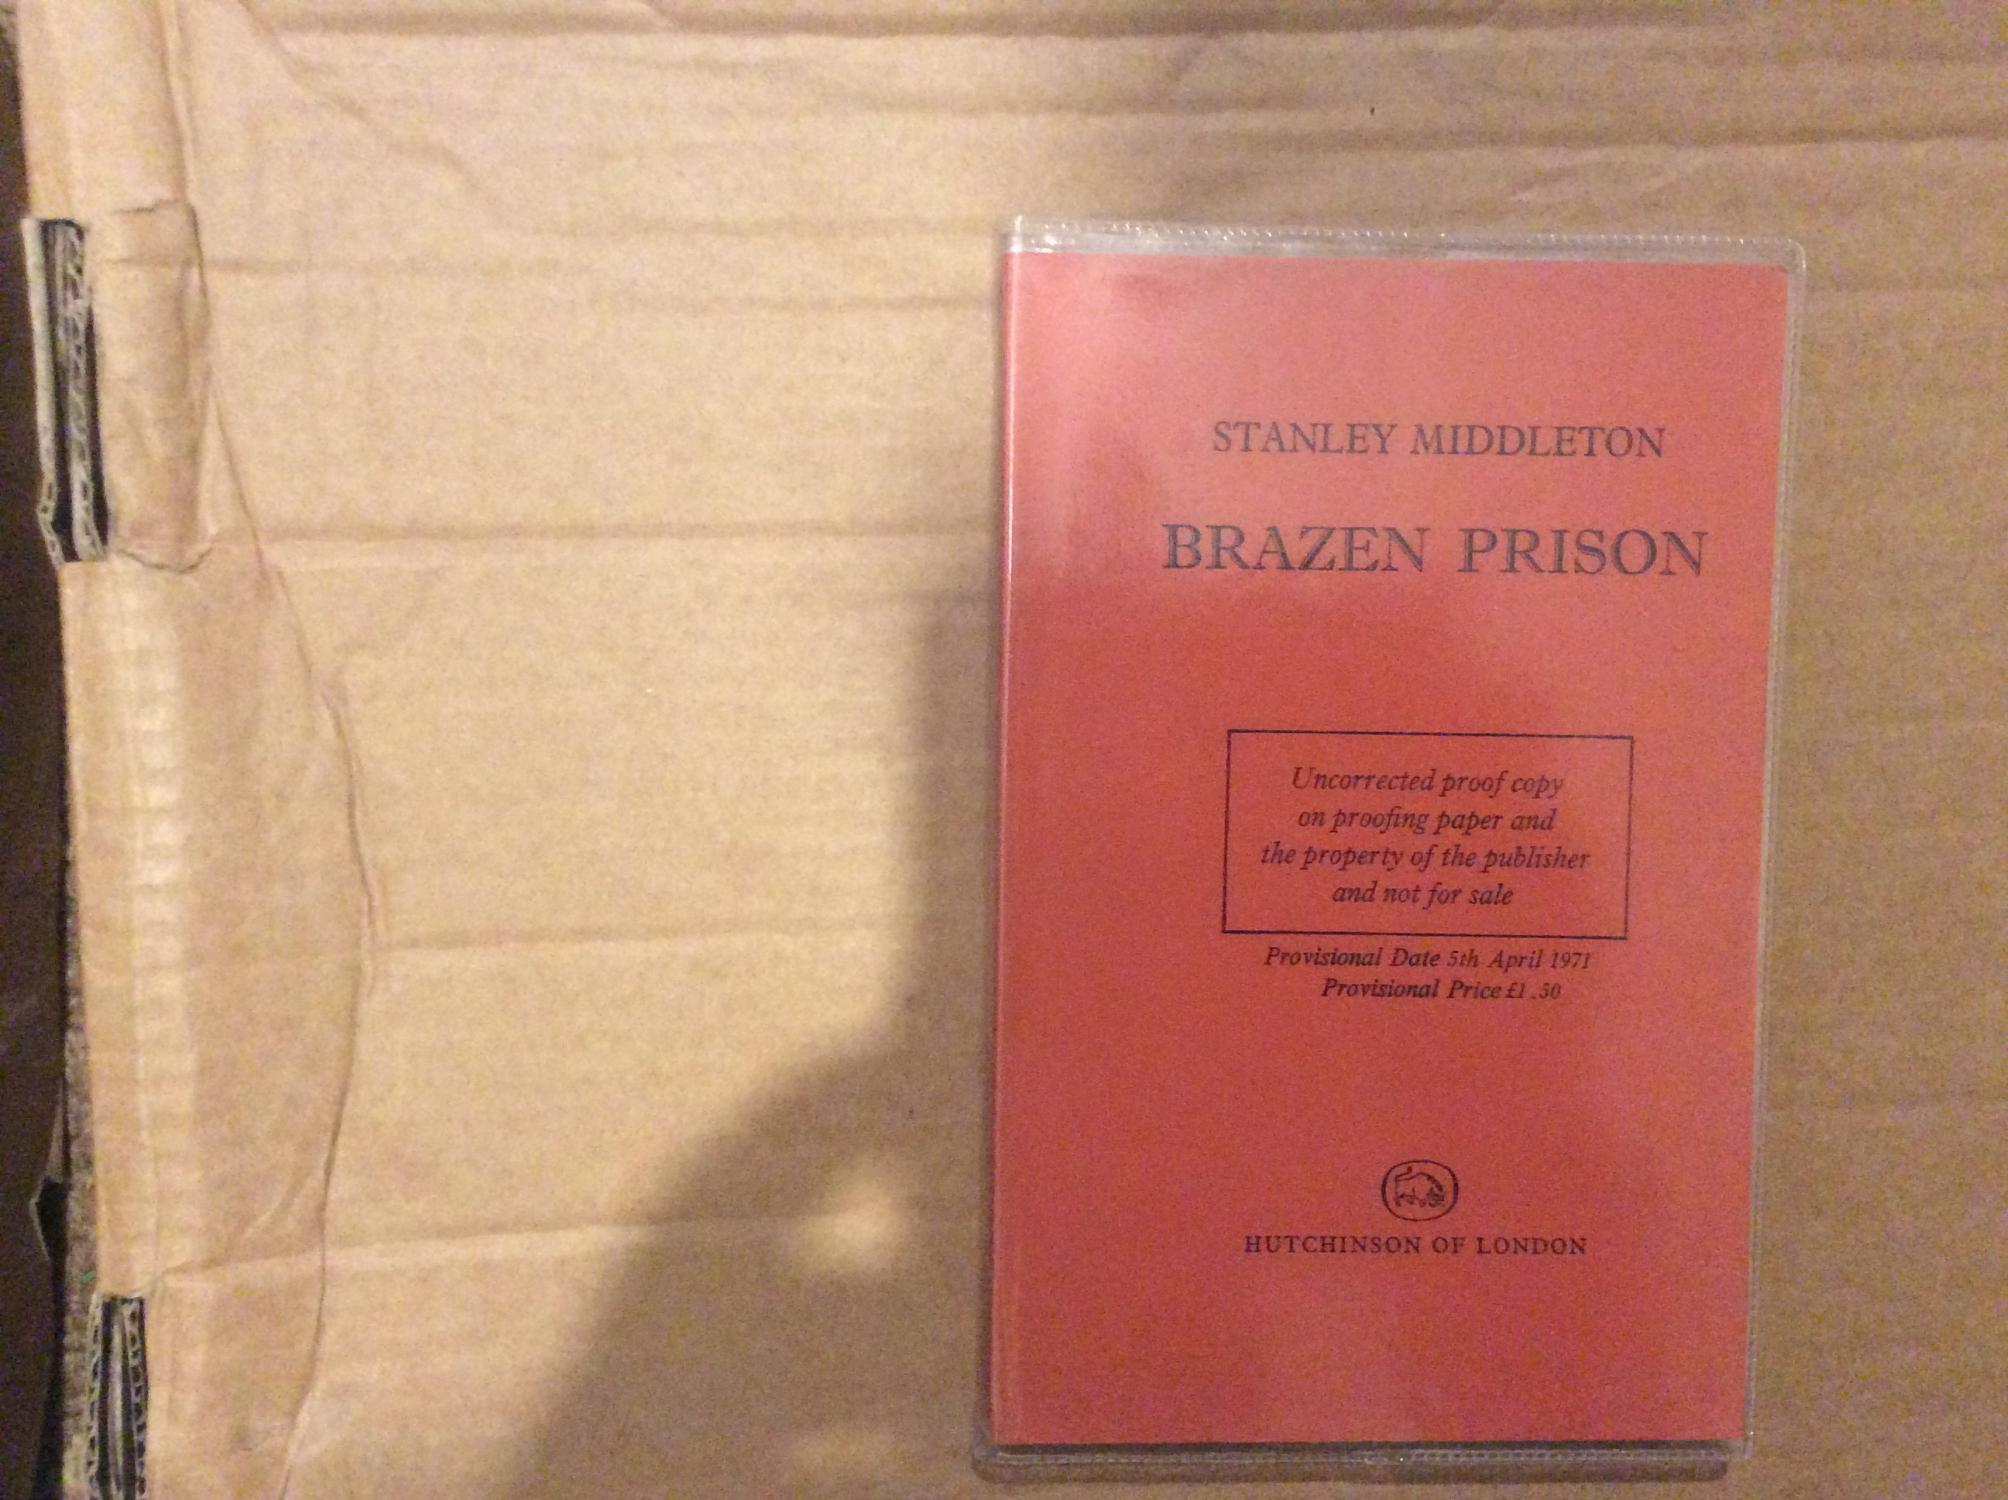 STANLEY MIDDLETON
BRAZEN PRISON
Uncorrected proof copy
on proofing paper and
the property of the publisher
and not for sale
Provisional Date 5th April 1971
Provisional Price £1.50
HUTCHINSON OF LONDON